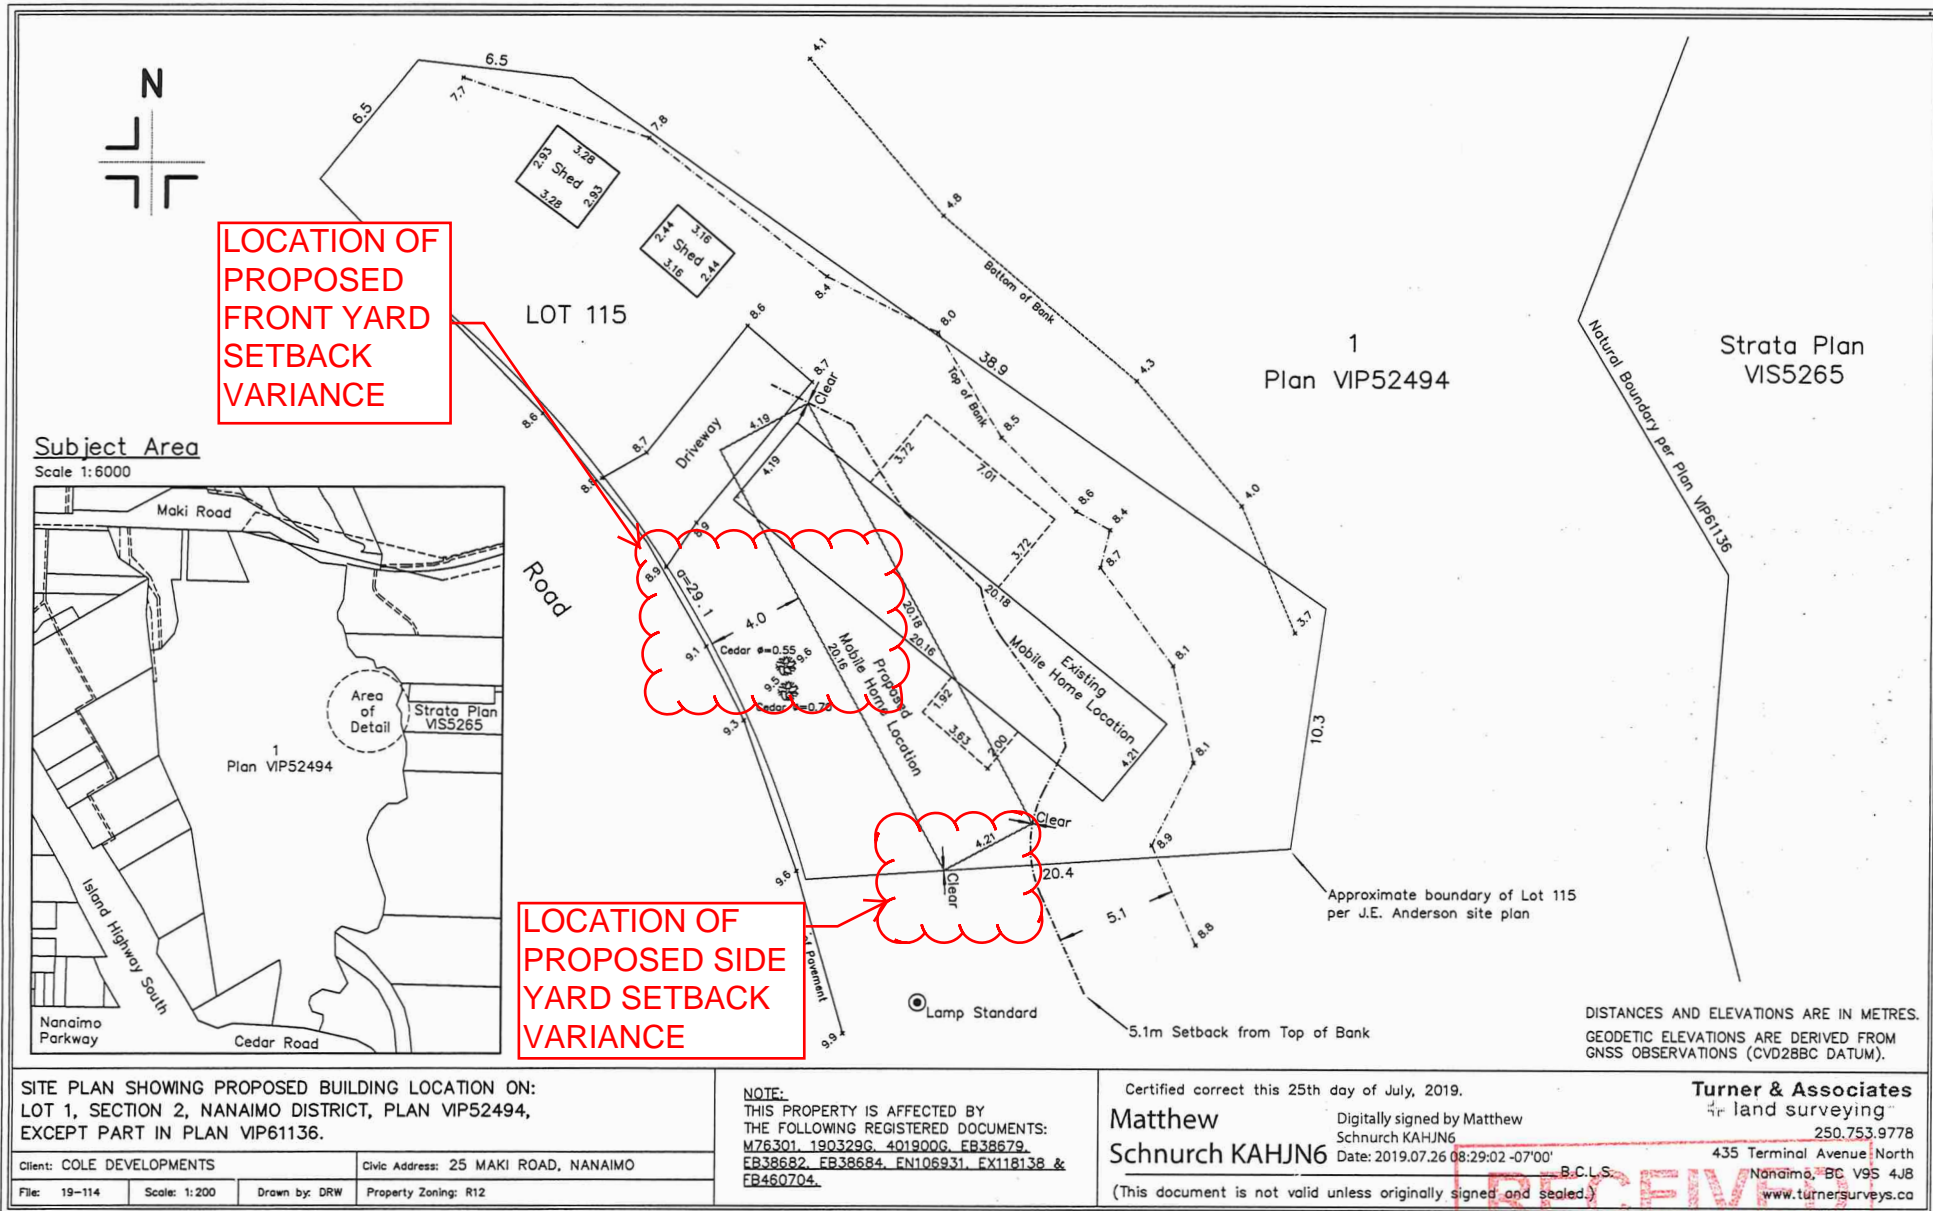 N
6.5
6.5
7.7
7.8
4.1
4.8
2.93
3.28
Shed
3.28
2.93
2.44
3.16
Shed
3.16
2.44
LOCATION OF
PROPOSED
FRONT YARD
SETBACK
VARIANCE
LOT 115
8.6
8.4
8.0
Bottom of Bank
38.9
4.3
1
Plan VIP52494
Natural Boundary per Plan VIP61136
Strata Plan
VIS5265
8.7
Clear
Top of Bank
8.5
8.6
8.7
Driveway
4.19
4.19
3.72
7.01
3.72
8.6
8.4
8.7
4.0
3.7
8.8
8.9
8.9
a=29.1
4.0
Road
20.18
20.18
20.16
20.16
9.1
Cedar ø=0.55
9.6
9.5
Cedar ø=0.70
9.3
Proposed
Mobile Home Location
Existing
Mobile Home Location
1.92
3.63
2.00
4.21
8.1
8.1
10.3
Clear
4.21
Clear
8.9
20.4
9.6
5.1
8.8
Approximate boundary of Lot 115
per J.E. Anderson site plan
LOCATION OF
PROPOSED SIDE
YARD SETBACK
VARIANCE
of Pavement
9.9
Lamp Standard
5.1m Setback from Top of Bank
Subject Area
Scale 1:6000
Maki Road
Area
of
Detail
Strata Plan
VIS5265
1
Plan VIP52494
Island Highway South
Nanaimo
Parkway
Cedar Road
DISTANCES AND ELEVATIONS ARE IN METRES.
GEODETIC ELEVATIONS ARE DERIVED FROM
GNSS OBSERVATIONS (CVD28BC DATUM).
SITE PLAN SHOWING PROPOSED BUILDING LOCATION ON:
LOT 1, SECTION 2, NANAIMO DISTRICT, PLAN VIP52494,
EXCEPT PART IN PLAN VIP61136.
Client: COLE DEVELOPMENTS
Civic Address: 25 MAKI ROAD, NANAIMO
File: 19-114
Scale: 1:200
Drawn by: DRW
Property Zoning: R12
NOTE:
THIS PROPERTY IS AFFECTED BY
THE FOLLOWING REGISTERED DOCUMENTS:
M76301, 190329G, 401900G, EB38679,
EB38682, EB38684, EN106931, EX118138 &
FB460704.
Certified correct this 25th day of July, 2019.
Matthew
Schnurch KAHJN6
Digitally signed by Matthew
Schnurch KAHJN6
Date: 2019.07.26 08:29:02 -07'00'
B.C.L.S.
(This document is not valid unless originally signed and sealed.)
Turner & Associates
land surveying
250.753.9778
435 Terminal Avenue North
Nanaimo, BC V9S 4J8
www.turnersurveys.ca
RECEIVED